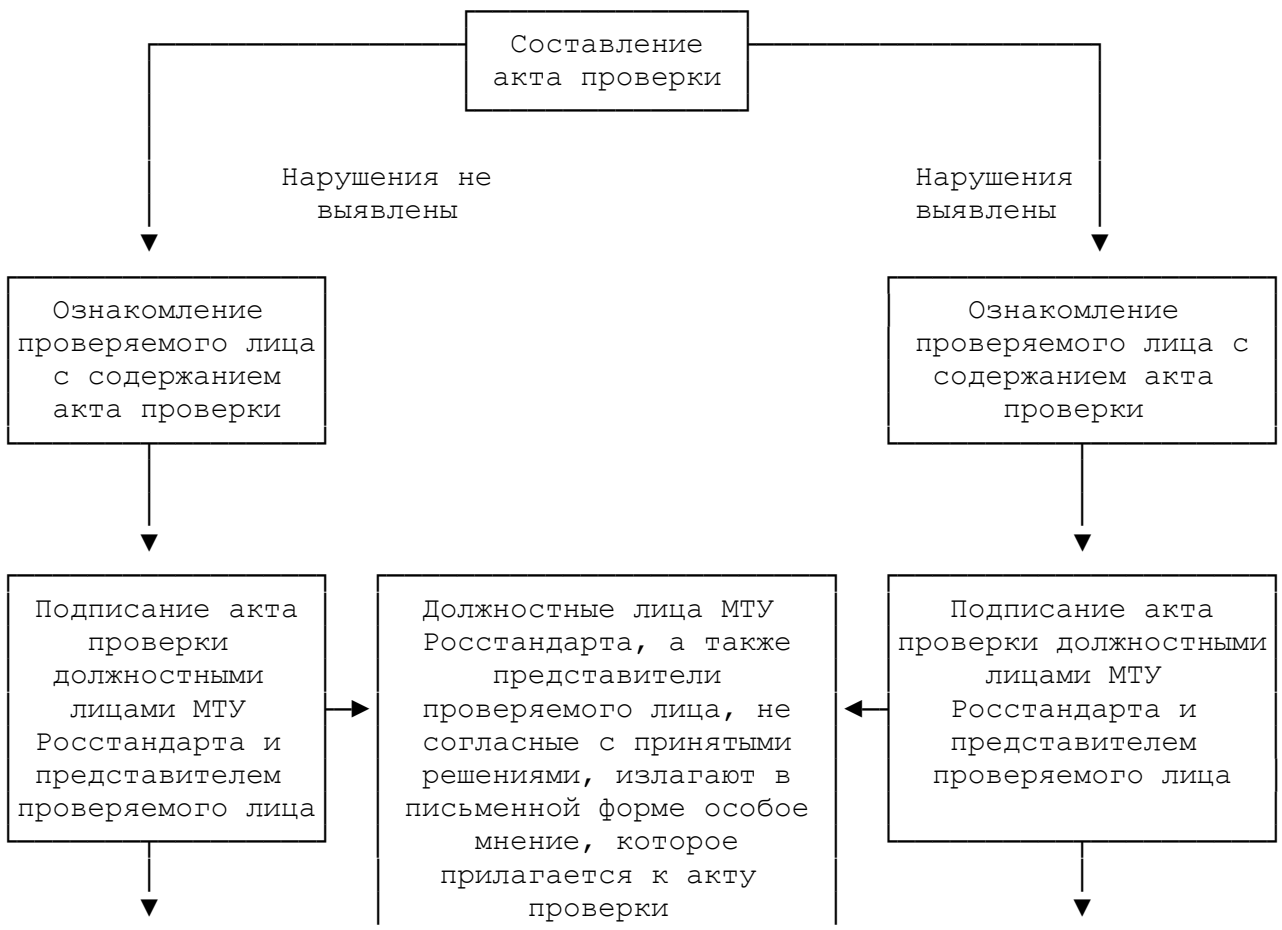 Составление
акта проверки
Нарушения не
выявлены
Нарушения
выявлены
Ознакомление
проверяемого лица
с содержанием
акта проверки
Ознакомление
проверяемого лица с
содержанием акта
проверки
Подписание акта
проверки
должностными
лицами МТУ
Росстандарта и
представителем
проверяемого лица
Должностные лица МТУ
Росстандарта, а также
представители
проверяемого лица, не
согласные с принятыми
решениями, излагают в
письменной форме особое
мнение, которое
прилагается к акту
проверки
Подписание акта
проверки должностными
лицами МТУ
Росстандарта и
представителем
проверяемого лица